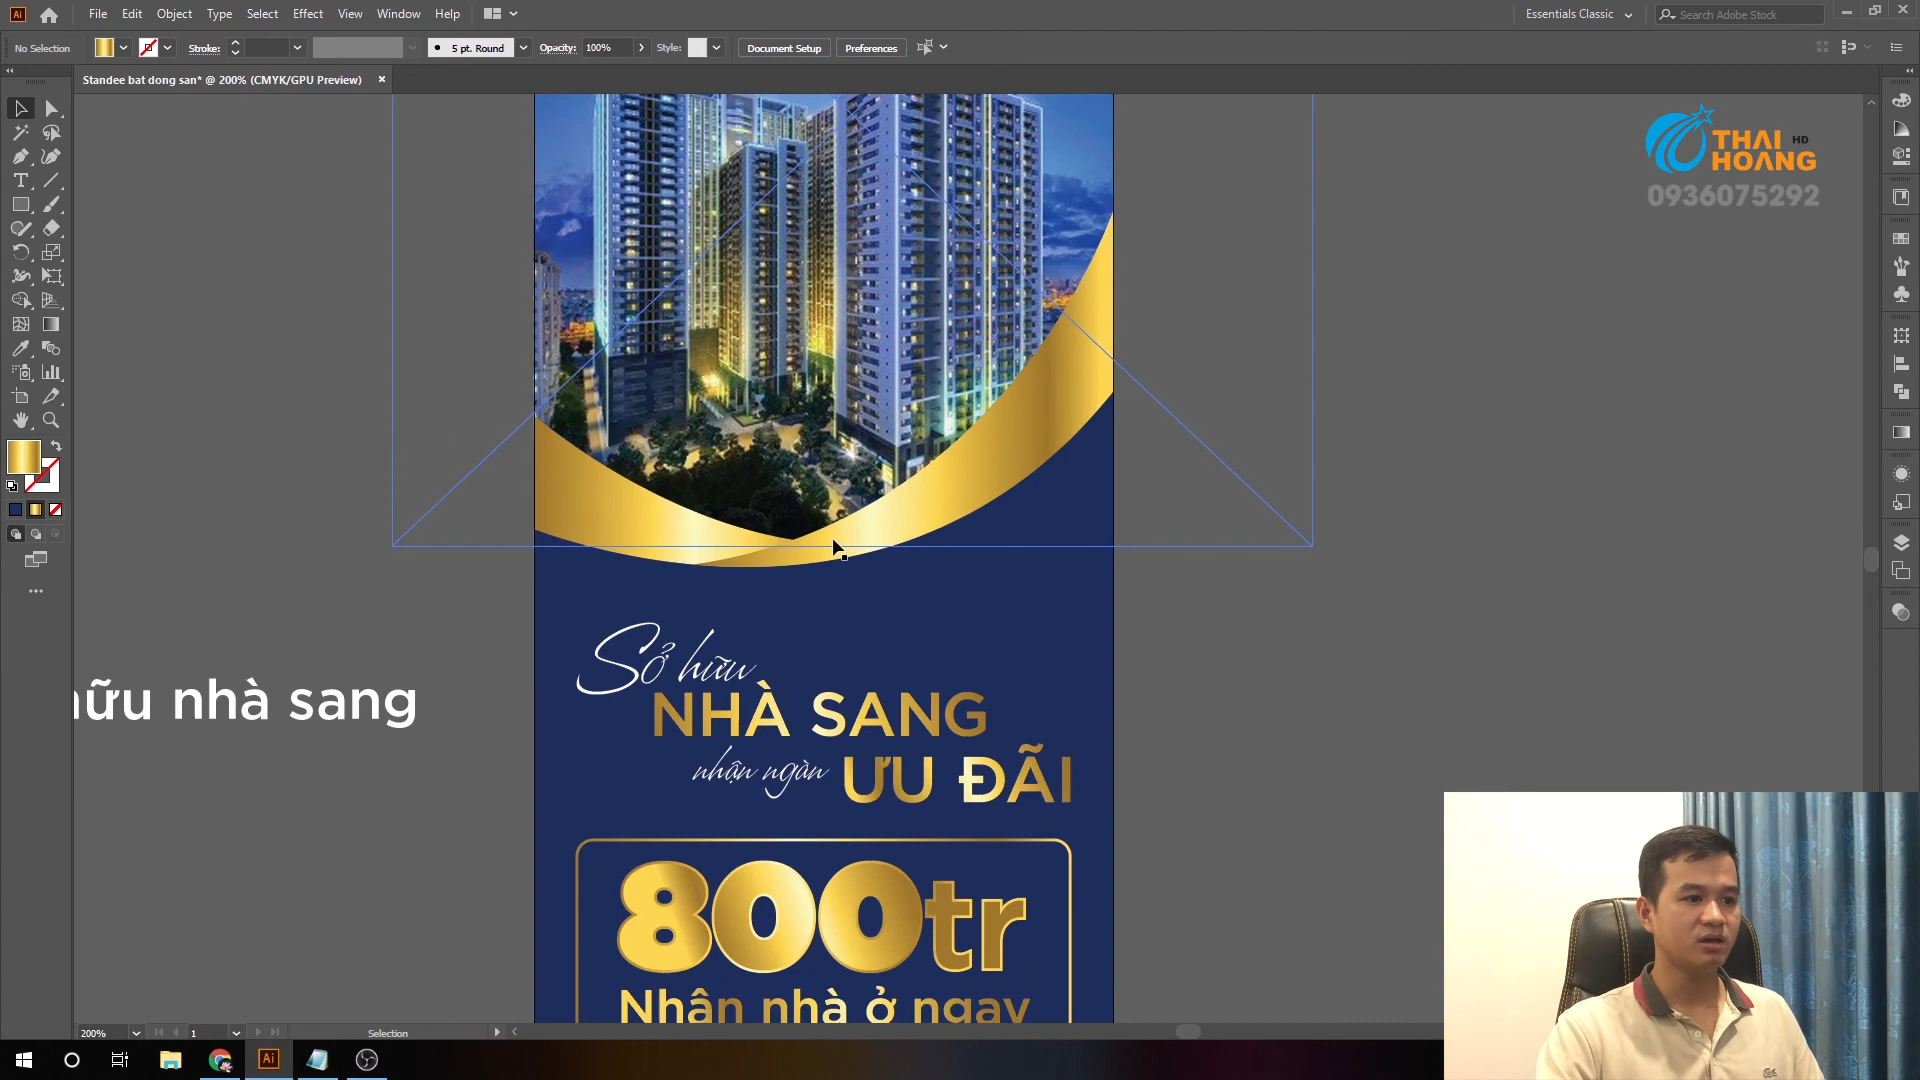 File Edit Object Type Select Effect View Window Help
Essentials Classic
Search Adobe Stock
No Selection
Stroke:
5 pt. Round
Opacity: 100%
Style:
Document Setup
Preferences
Standee bat dong san* @ 200% (CMYK/GPU Preview)
THAI HD
HOANG
0936075292
hữu nhà sang
Sở hữu
NHÀ SANG
nhận ngàn ƯU ĐÃI
800tr
Nhận nhà ở ngay
200%
1
Selection